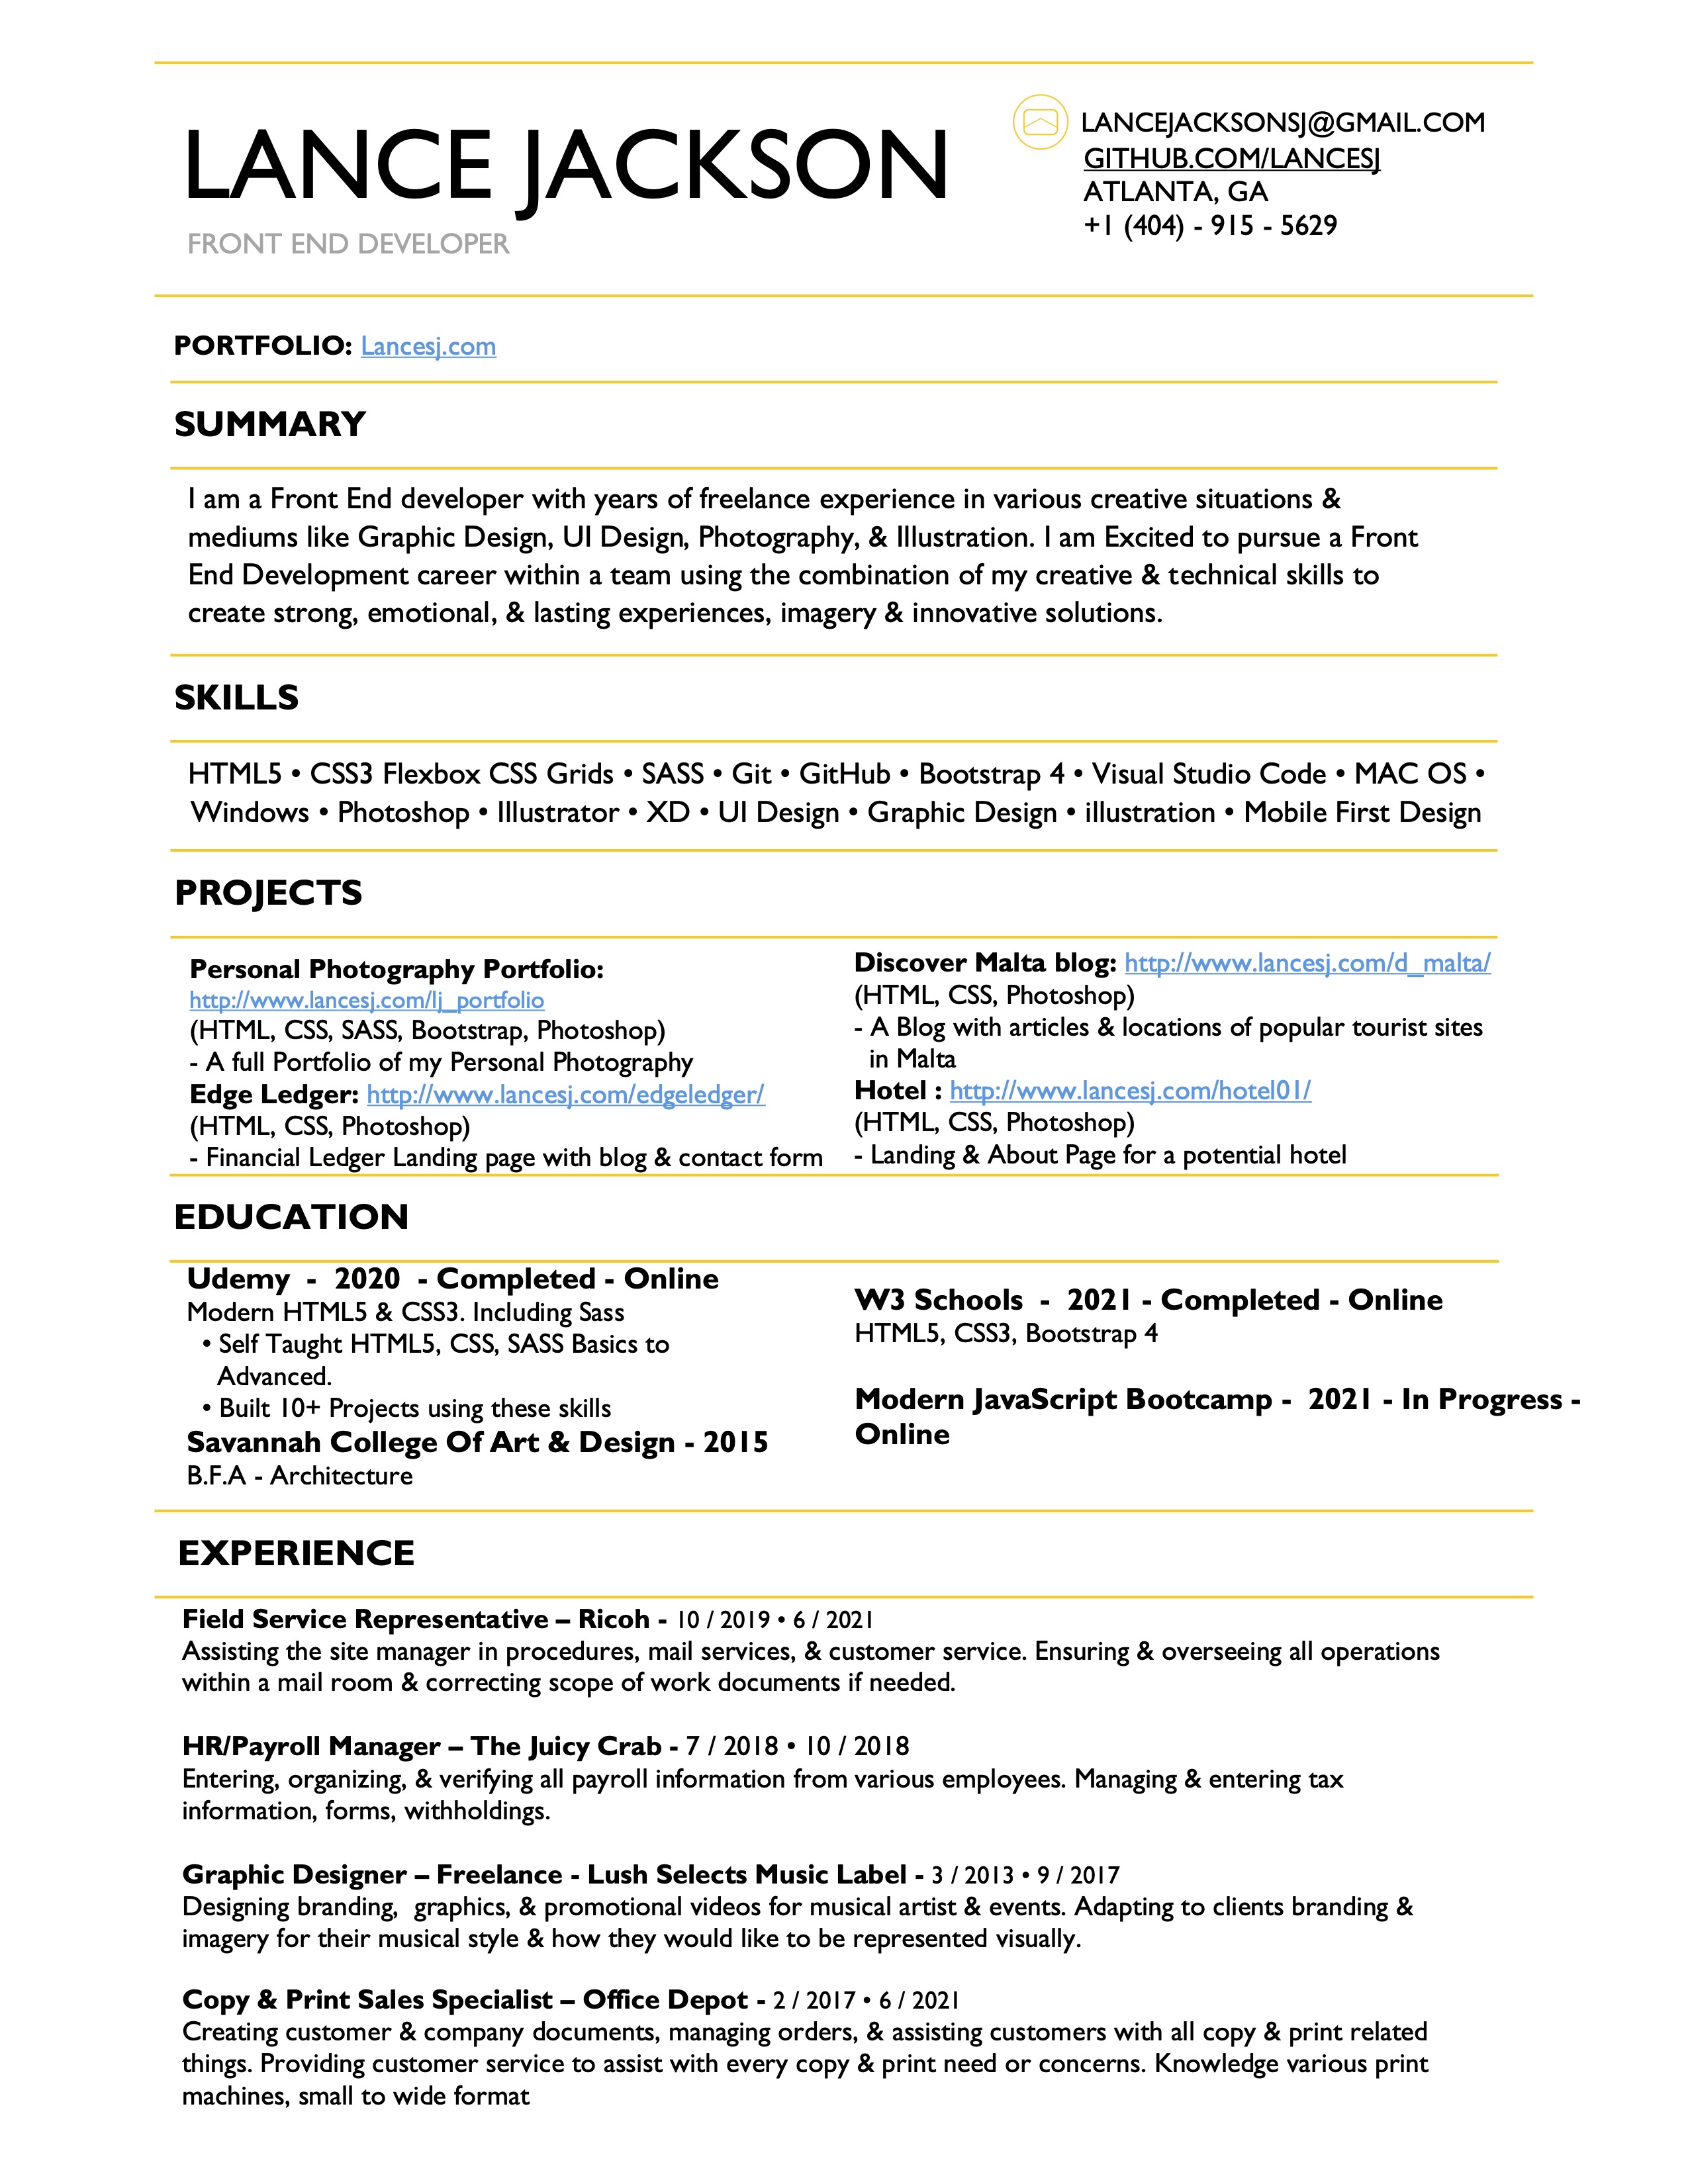 LANCE JACKSON
FRONT END DEVELOPER
LANCEJACKSONSJ@GMAIL.COM
GITHUB.COM/LANCESJ
ATLANTA, GA
+1 (404) - 915 - 5629
PORTFOLIO: Lancesj.com
SUMMARY
I am a Front End developer with years of freelance experience in various creative situations &
mediums like Graphic Design, UI Design, Photography, & Illustration. I am Excited to pursue a Front
End Development career within a team using the combination of my creative & technical skills to
create strong, emotional, & lasting experiences, imagery & innovative solutions.
SKILLS
HTML5 • CSS3 Flexbox CSS Grids • SASS • Git • GitHub • Bootstrap 4 • Visual Studio Code • MAC OS •
Windows • Photoshop • Illustrator • XD • UI Design • Graphic Design • illustration • Mobile First Design
PROJECTS
Personal Photography Portfolio:
http://www.lancesj.com/lj_portfolio
(HTML, CSS, SASS, Bootstrap, Photoshop)
- A full Portfolio of my Personal Photography
Edge Ledger: http://www.lancesj.com/edgeledger/
(HTML, CSS, Photoshop)
- Financial Ledger Landing page with blog & contact form
Discover Malta blog: http://www.lancesj.com/d_malta/
(HTML, CSS, Photoshop)
- A Blog with articles & locations of popular tourist sites
in Malta
Hotel : http://www.lancesj.com/hotel01/
(HTML, CSS, Photoshop)
- Landing & About Page for a potential hotel
EDUCATION
Udemy - 2020 - Completed - Online
Modern HTML5 & CSS3. Including Sass
• Self Taught HTML5, CSS, SASS Basics to
Advanced.
• Built 10+ Projects using these skills
Savannah College Of Art & Design - 2015
B.F.A - Architecture
W3 Schools - 2021 - Completed - Online
HTML5, CSS3, Bootstrap 4
Modern JavaScript Bootcamp - 2021 - In Progress -
Online
EXPERIENCE
Field Service Representative – Ricoh - 10 / 2019 • 6 / 2021
Assisting the site manager in procedures, mail services, & customer service. Ensuring & overseeing all operations
within a mail room & correcting scope of work documents if needed.
HR/Payroll Manager – The Juicy Crab - 7 / 2018 • 10 / 2018
Entering, organizing, & verifying all payroll information from various employees. Managing & entering tax
information, forms, withholdings.
Graphic Designer – Freelance - Lush Selects Music Label - 3 / 2013 • 9 / 2017
Designing branding, graphics, & promotional videos for musical artist & events. Adapting to clients branding &
imagery for their musical style & how they would like to be represented visually.
Copy & Print Sales Specialist – Office Depot - 2 / 2017 • 6 / 2021
Creating customer & company documents, managing orders, & assisting customers with all copy & print related
things. Providing customer service to assist with every copy & print need or concerns. Knowledge various print
machines, small to wide format